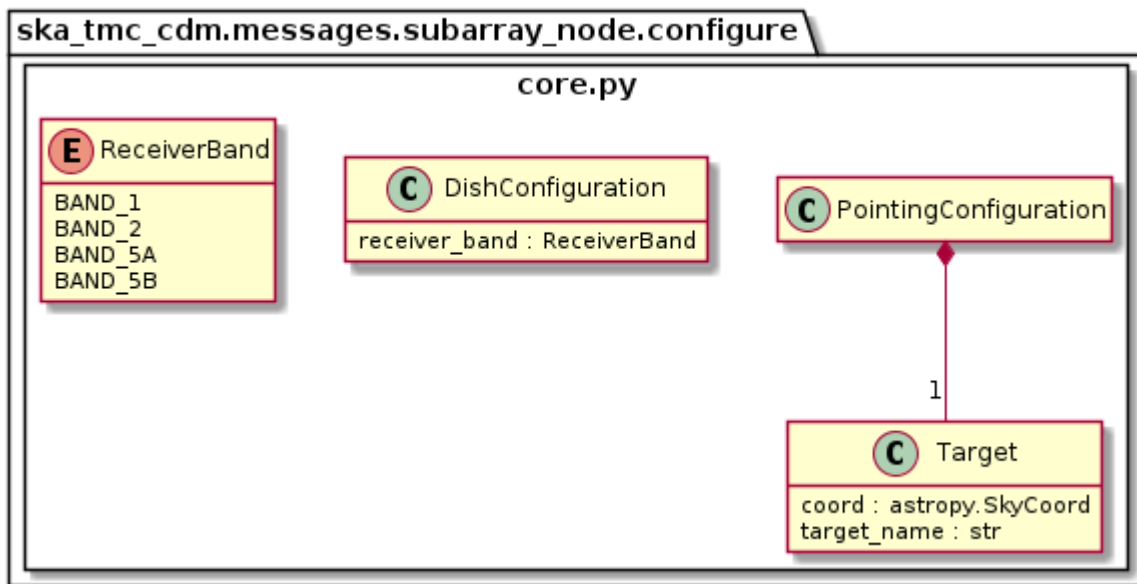 ska_tmc_cdm.messages.subarray_node.configure
core.py
E ReceiverBand
BAND_1
BAND_2
BAND_5A
BAND_5B
C DishConfiguration
receiver_band : ReceiverBand
C PointingConfiguration
1
C Target
coord : astropy.SkyCoord
target_name : str